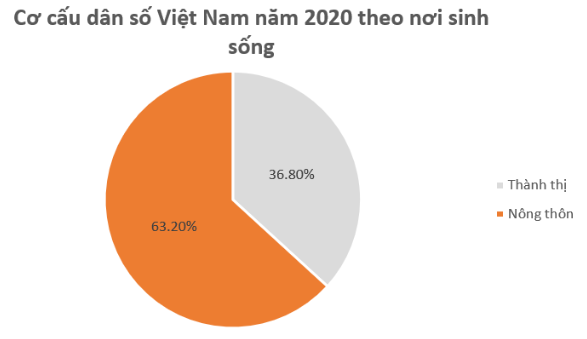 Cơ cấu dân số Việt Nam năm 2020 theo nơi sinh
sống
36.80%
63.20%
Thành thị
Nông thôn